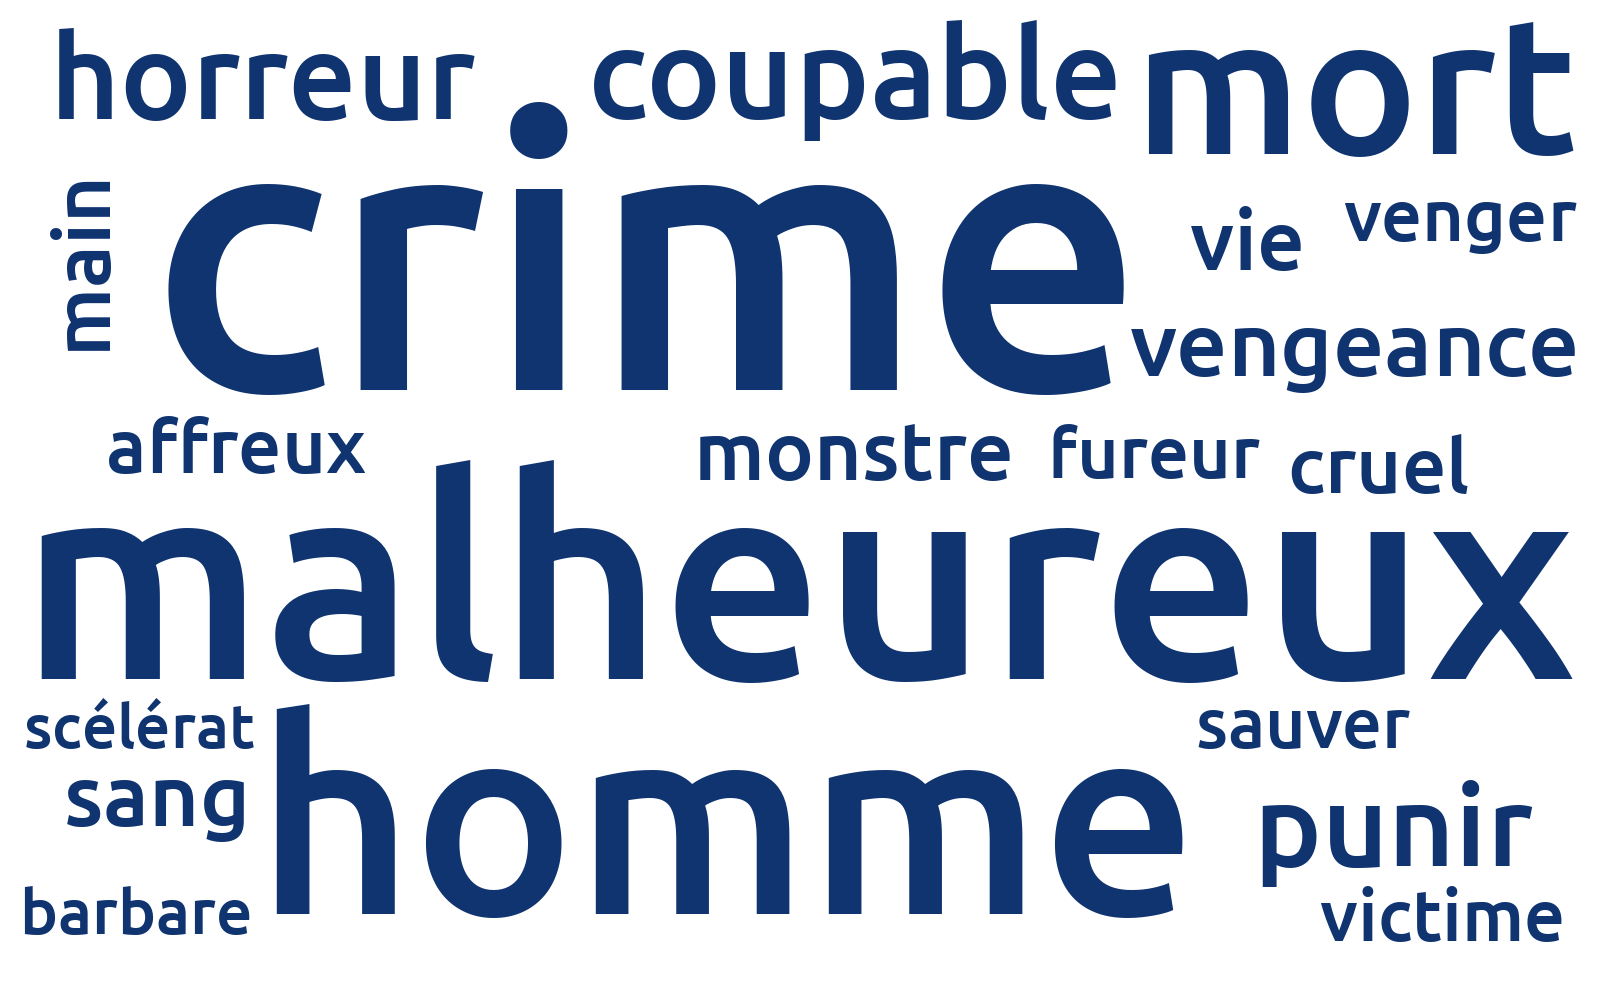 horreur coupable mort
main crime vie venger
vengeance
affreux monstre fureur cruel
malheureux
scélérat sauver
sang homme punir
barbare victime